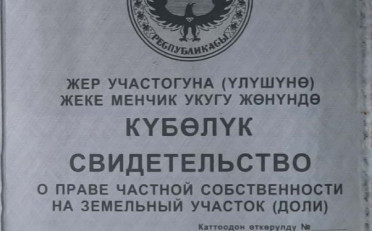 РЕСПУБЛИКАСЫ
ЖЕР УЧАСТОГУНА (ҮЛҮШҮНӨ)
ЖЕКЕ МЕНЧИК УКУГУ ЖӨНҮНДӨ
КҮБӨЛҮК
СВИДЕТЕЛЬСТВО
О ПРАВЕ ЧАСТНОЙ СОБСТВЕННОСТИ
НА ЗЕМЕЛЬНЫЙ УЧАСТОК (ДОЛИ)
Каттоодон өткөрүлду №